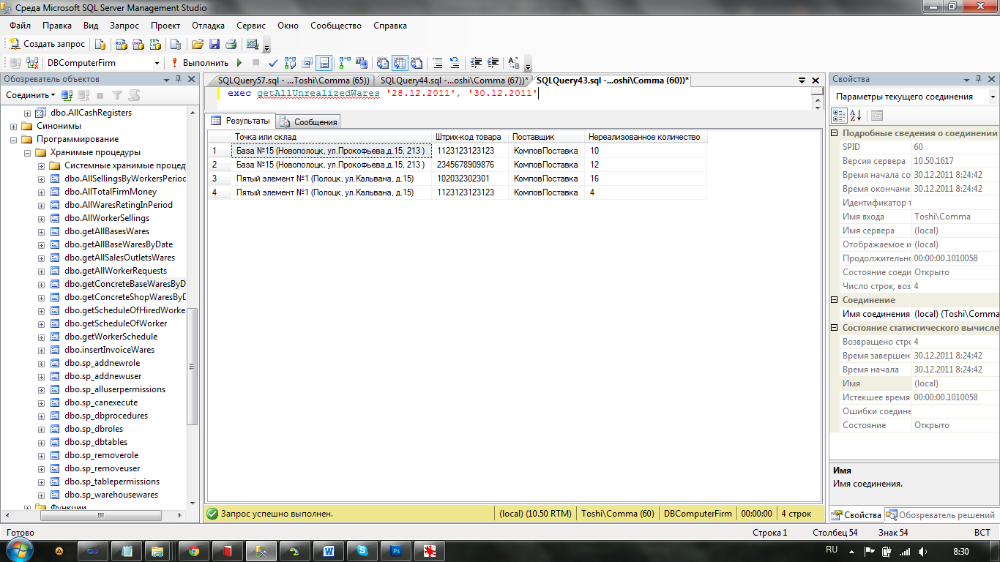 Среда Microsoft SQL Server Management Studio
Файл Правка Вид Запрос Проект Отладка Сервис Окно Сообщество Справка
Создать запрос
DBComputerFirm Выполнить
Обозреватель объектов
Соединить
dbo.AllCashRegisters
Синонимы
Программирование
Хранимые процедуры
Системные хранимые процед
dbo.AllSellingsByWorkersPeriod
dbo.AllTotalFirmMoney
dbo.AllWaresRetingInPeriod
dbo.AllWorkerSellings
dbo.getAllBasesWares
dbo.getAllBaseWaresByDate
dbo.getAllSalesOutletsWares
dbo.getAllWorkerRequests
dbo.getConcreteBaseWaresByD
dbo.getConcreteShopWaresByD
dbo.getScheduleOfHiredWorke
dbo.getScheduleOfWorker
dbo.getWorkerSchedule
dbo.insertInvoiceWares
dbo.sp_addnewrole
dbo.sp_addnewuser
dbo.sp_alluserpermissions
dbo.sp_canexecute
dbo.sp_dbprocedures
dbo.sp_dbroles
dbo.sp_dbtables
dbo.sp_removerole
dbo.sp_removeuser
dbo.sp_tablepermissions
dbo.sp_warehousewares
Функции
SQLQuery57.sql - ...Toshi\Comma (65)) SQLQuery44.sql -...oshi\Comma (67))* SQLQuery43.sql -...oshi\Comma (60))*
exec getAllUnrealizedWares '28.12.2011', '30.12.2011'
Результаты Сообщения
Точка или склад Штрих-код товара Поставщик Нереализованное количество
1 База №15 (Новополоцк, ул.Прокофьева,д.15, 213 ) 1123123123123 КомповПоставка 10
2 База №15 (Новополоцк, ул.Прокофьева,д.15, 213 ) 2345678909876 КомповПоставка 12
3 Пятый элемент №1 (Полоцк, ул.Кальвана, д.15) 102032302301 КомповПоставка 16
4 Пятый элемент №1 (Полоцк, ул.Кальвана, д.15) 1123123123123 КомповПоставка 4
Запрос успешно выполнен. (local) (10.50 RTM) Toshi\Comma (60) DBComputerFirm 00:00:00 4 строк
Свойства
Параметры текущего соединения
Подробные сведения о соединении
SPID 60
Версия сервера 10.50.1617
Время начала со 30.12.2011 8:24:42
Время окончани 30.12.2011 8:24:42
Идентификатор т
Имя входа Toshi\Comma
Имя сервера (local)
Отображаемое и (local)
Продолжительно 00:00:00.1010058
Состояние соеди Открыто
Число строк, воз 4
Соединение
Имя соединения (local) (Toshi\Comma
Состояние статистического вычисле
Возвращено стро 4
Время завершен 30.12.2011 8:24:42
Время начала 30.12.2011 8:24:42
Имя (local)
Истекшее время 00:00:00.1010058
Ошибки соедине
Состояние Открыто
Имя
Имя соединения.
Свойства Обозреватель решений
Готово Строка 1 Столбец 54 Знак 54 ВСТ
RU 8:30